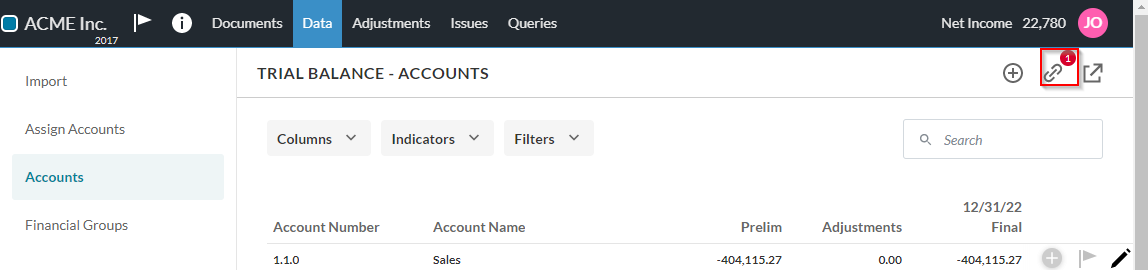 ACME Inc.
2017
Documents Data Adjustments Issues Queries
Net Income 22,780 JO
Import
Assign Accounts
Accounts
Financial Groups
TRIAL BALANCE - ACCOUNTS
1
Columns Indicators Filters
Search
12/31/22
Account Number Account Name Prelim Adjustments Final
1.1.0 Sales -404,115.27 0.00 -404,115.27